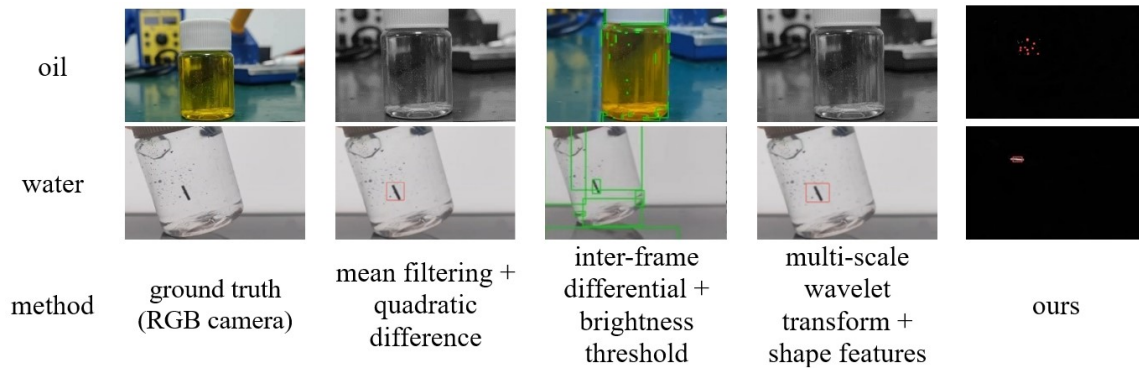 oil
water
method
ground truth
(RGB camera)
mean filtering +
quadratic
difference
inter-frame
differential +
brightness
threshold
multi-scale
wavelet
transform +
shape features
ours